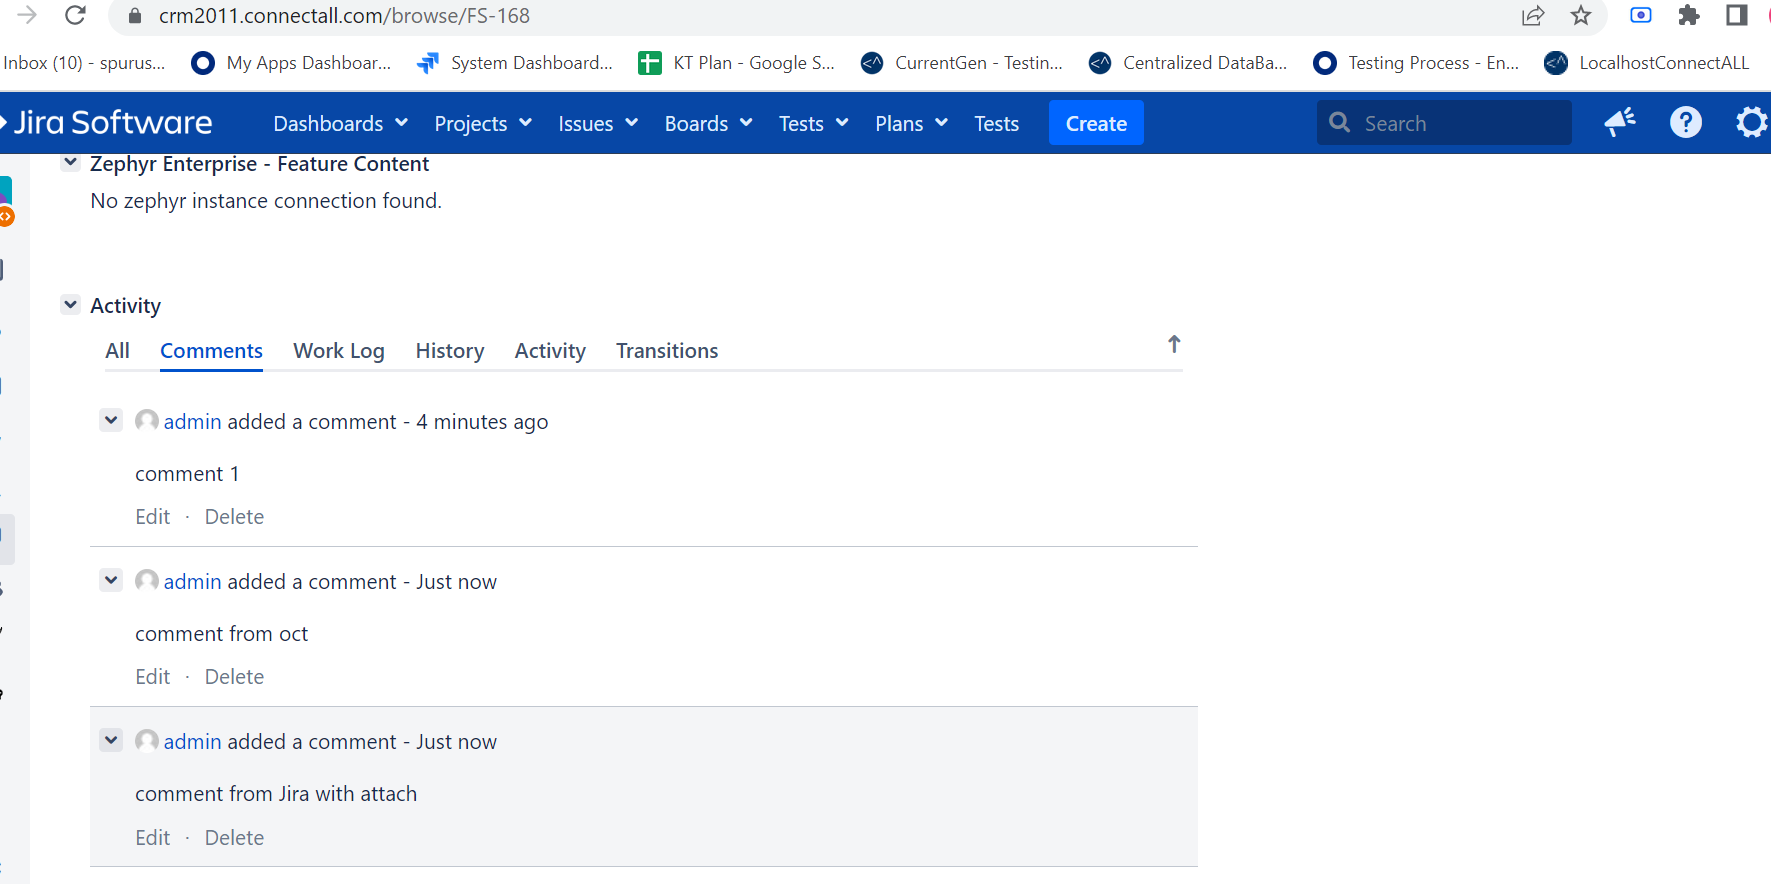 crm2011.connectall.com/browse/FS-168
Inbox (10) - spurus... My Apps Dashboar... System Dashboard... KT Plan - Google S... CurrentGen - Testin... Centralized DataBa... Testing Process - En... LocalhostConnectALL
Jira Software Dashboards Projects Issues Boards Tests Plans Tests Create Search
Zephyr Enterprise - Feature Content
No zephyr instance connection found.
Activity
All Comments Work Log History Activity Transitions
admin added a comment - 4 minutes ago
comment 1
Edit · Delete
admin added a comment - Just now
comment from oct
Edit · Delete
admin added a comment - Just now
comment from Jira with attach
Edit · Delete